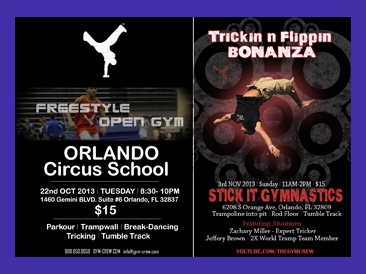 FREESTYLE
OPEN GYM
ORLANDO
Circus School
22nd OCT 2013 | TUESDAY | 8:30- 10PM
1460 Gemini BLVD. Suite #6 Orlando, FL 32837
$15
Parkour | Trampwall | Break-Dancing
Tricking | Tumble Track
GYM-CREW.COM
Trickin n Flippin
BONANZA
3rd NOV 2013 | Sunday | 11AM-2PM $15
STICK IT GYMNASTICS
6208 S Orange Ave, Orlando, FL 32809
Trampoline into pit | Rod Floor | Tumble Track
Featuring: Stuntmen
Zachary Miller - Expert Tricker
Jeffery Brown - 2X World Tramp Team Member
YOUTUBE.COM/THEGYMCREW